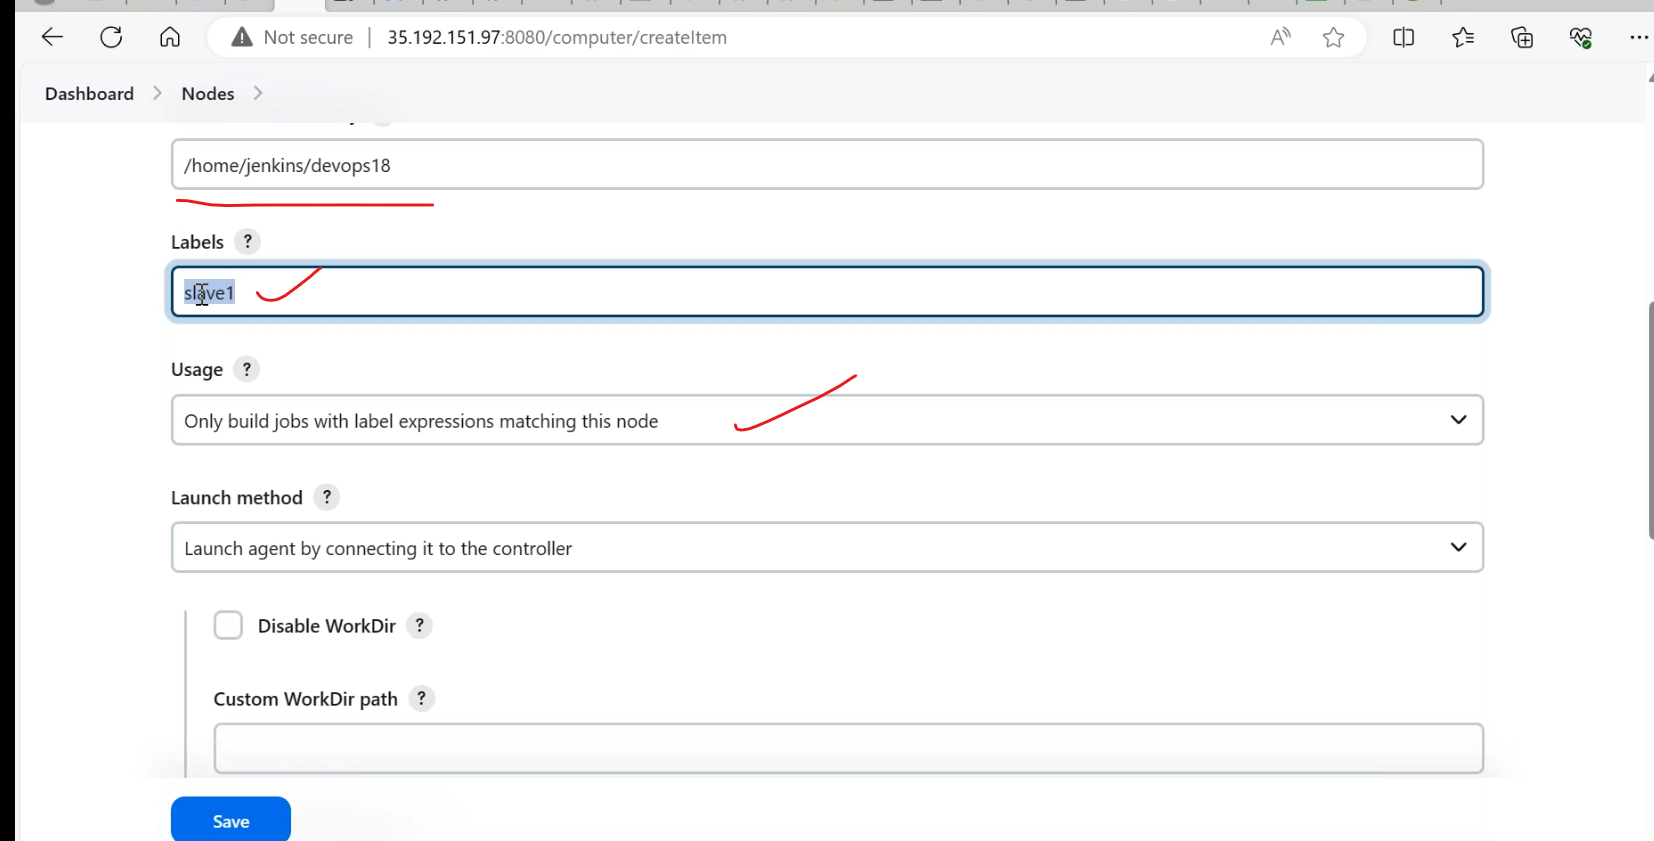 Not secure | 35.192.151.97:8080/computer/createItem
Dashboard > Nodes >
/home/jenkins/devops18
Labels ?
slave1
Usage ?
Only build jobs with label expressions matching this node
Launch method ?
Launch agent by connecting it to the controller
Disable WorkDir ?
Custom WorkDir path ?
Save